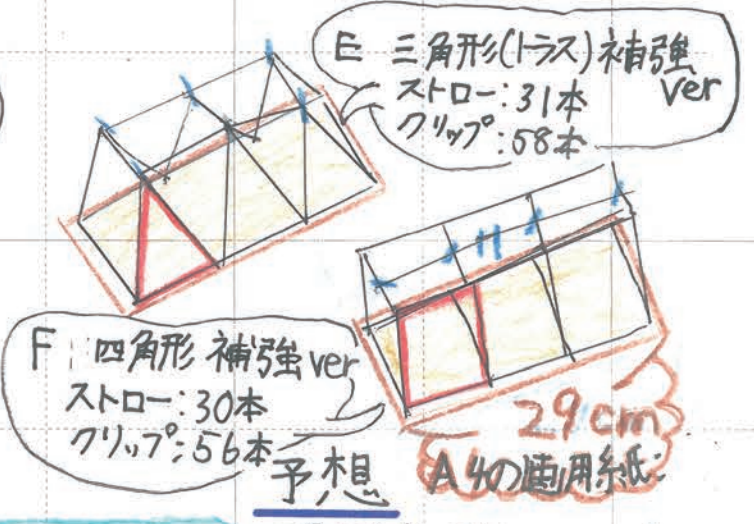 E 三角形(トラス)補強
ver
ストロー:31本
クリップ:58本
F 四角形 補強ver
ストロー:30本
クリップ:56本
29cm
A4の画用紙
予想